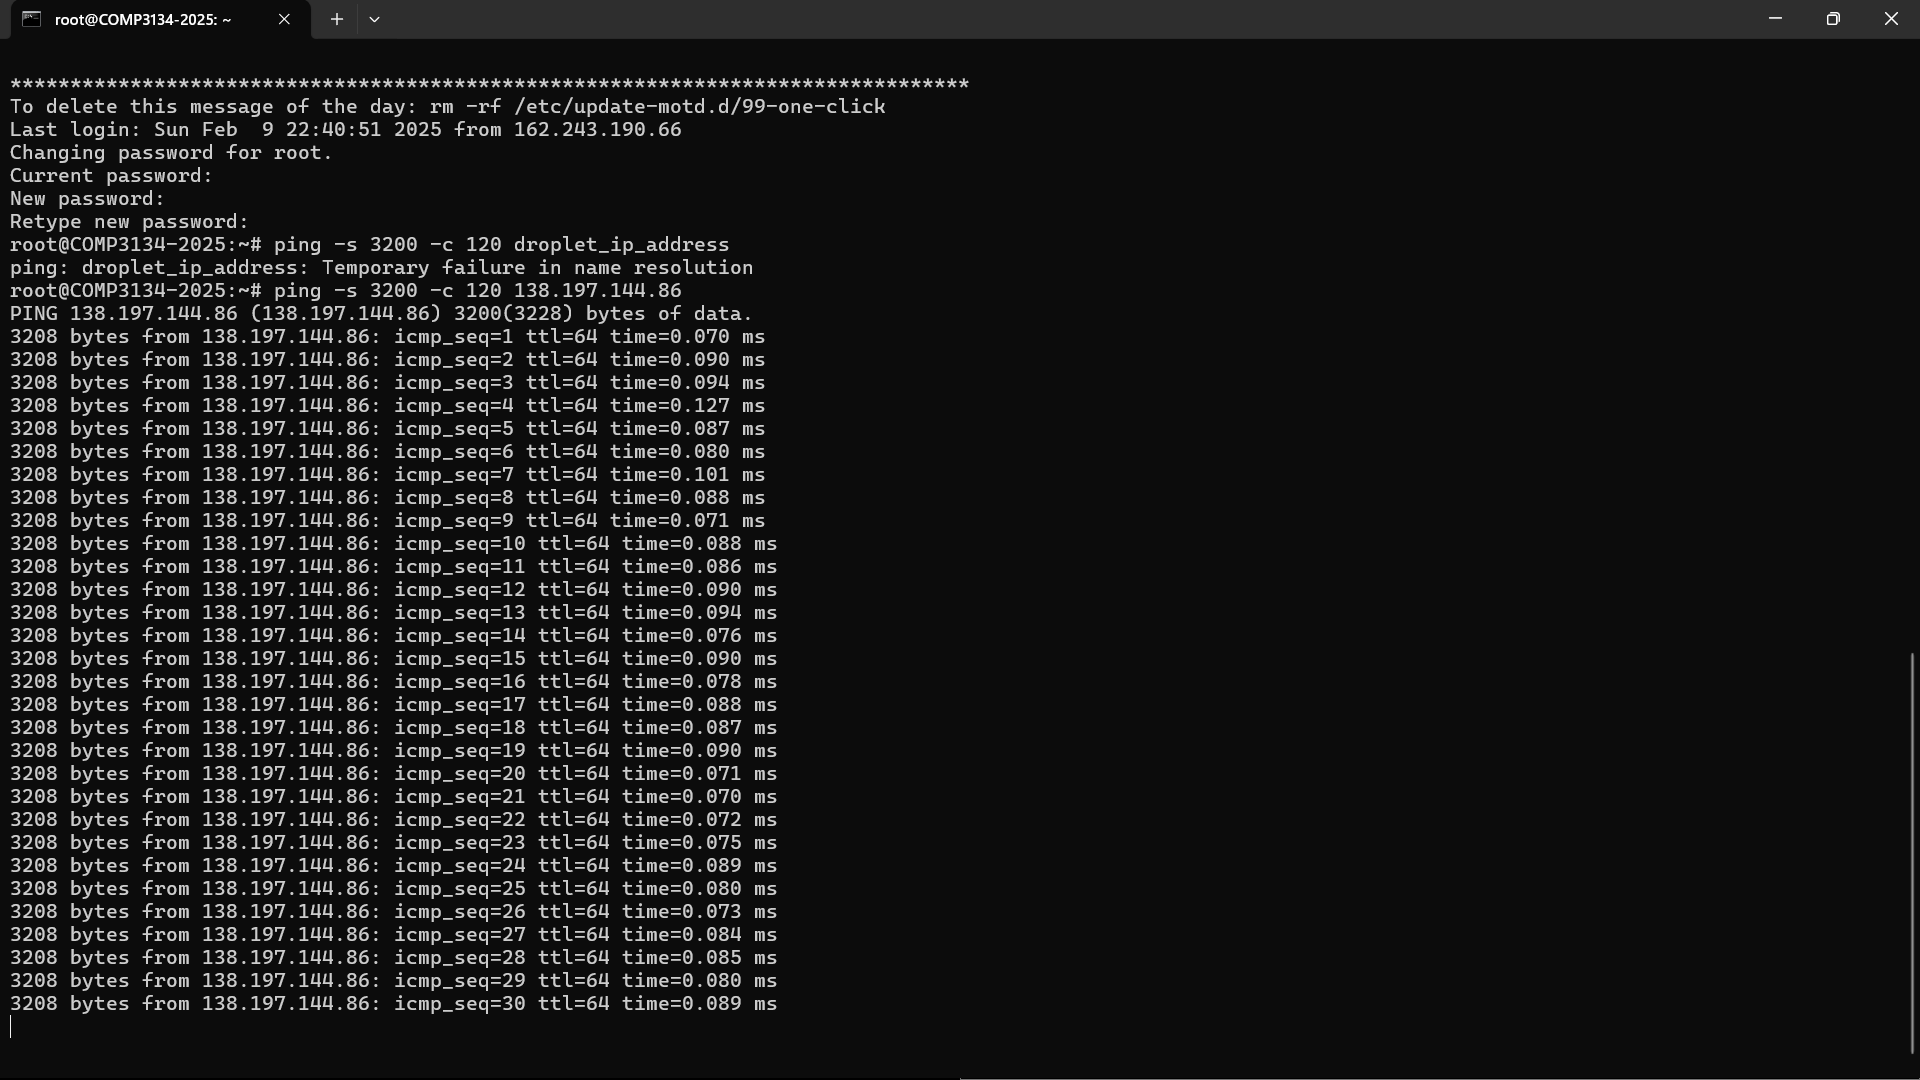 root@COMP3134-2025: ~
********************************************************************************
To delete this message of the day: rm -rf /etc/update-motd.d/99-one-click
Last login: Sun Feb  9 22:40:51 2025 from 162.243.190.66
Changing password for root.
Current password:
New password:
Retype new password:
root@COMP3134-2025:~# ping -s 3200 -c 120 droplet_ip_address
ping: droplet_ip_address: Temporary failure in name resolution
root@COMP3134-2025:~# ping -s 3200 -c 120 138.197.144.86
PING 138.197.144.86 (138.197.144.86) 3200(3228) bytes of data.
3208 bytes from 138.197.144.86: icmp_seq=1 ttl=64 time=0.070 ms
3208 bytes from 138.197.144.86: icmp_seq=2 ttl=64 time=0.090 ms
3208 bytes from 138.197.144.86: icmp_seq=3 ttl=64 time=0.094 ms
3208 bytes from 138.197.144.86: icmp_seq=4 ttl=64 time=0.127 ms
3208 bytes from 138.197.144.86: icmp_seq=5 ttl=64 time=0.087 ms
3208 bytes from 138.197.144.86: icmp_seq=6 ttl=64 time=0.080 ms
3208 bytes from 138.197.144.86: icmp_seq=7 ttl=64 time=0.101 ms
3208 bytes from 138.197.144.86: icmp_seq=8 ttl=64 time=0.088 ms
3208 bytes from 138.197.144.86: icmp_seq=9 ttl=64 time=0.071 ms
3208 bytes from 138.197.144.86: icmp_seq=10 ttl=64 time=0.088 ms
3208 bytes from 138.197.144.86: icmp_seq=11 ttl=64 time=0.086 ms
3208 bytes from 138.197.144.86: icmp_seq=12 ttl=64 time=0.090 ms
3208 bytes from 138.197.144.86: icmp_seq=13 ttl=64 time=0.094 ms
3208 bytes from 138.197.144.86: icmp_seq=14 ttl=64 time=0.076 ms
3208 bytes from 138.197.144.86: icmp_seq=15 ttl=64 time=0.090 ms
3208 bytes from 138.197.144.86: icmp_seq=16 ttl=64 time=0.078 ms
3208 bytes from 138.197.144.86: icmp_seq=17 ttl=64 time=0.088 ms
3208 bytes from 138.197.144.86: icmp_seq=18 ttl=64 time=0.087 ms
3208 bytes from 138.197.144.86: icmp_seq=19 ttl=64 time=0.090 ms
3208 bytes from 138.197.144.86: icmp_seq=20 ttl=64 time=0.071 ms
3208 bytes from 138.197.144.86: icmp_seq=21 ttl=64 time=0.070 ms
3208 bytes from 138.197.144.86: icmp_seq=22 ttl=64 time=0.072 ms
3208 bytes from 138.197.144.86: icmp_seq=23 ttl=64 time=0.075 ms
3208 bytes from 138.197.144.86: icmp_seq=24 ttl=64 time=0.089 ms
3208 bytes from 138.197.144.86: icmp_seq=25 ttl=64 time=0.080 ms
3208 bytes from 138.197.144.86: icmp_seq=26 ttl=64 time=0.073 ms
3208 bytes from 138.197.144.86: icmp_seq=27 ttl=64 time=0.084 ms
3208 bytes from 138.197.144.86: icmp_seq=28 ttl=64 time=0.085 ms
3208 bytes from 138.197.144.86: icmp_seq=29 ttl=64 time=0.080 ms
3208 bytes from 138.197.144.86: icmp_seq=30 ttl=64 time=0.089 ms